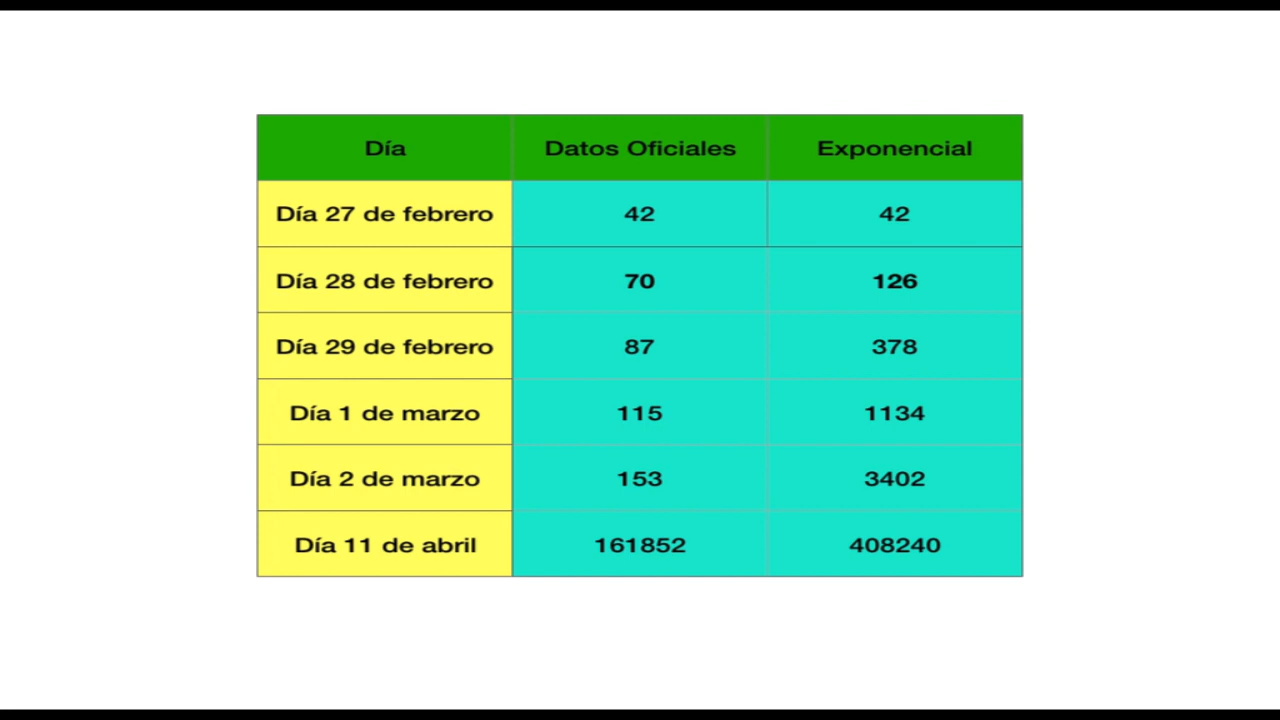 Día Datos Oficiales Exponencial
Día 27 de febrero 42 42
Día 28 de febrero 70 126
Día 29 de febrero 87 378
Día 1 de marzo 115 1134
Día 2 de marzo 153 3402
Día 11 de abril 161852 408240